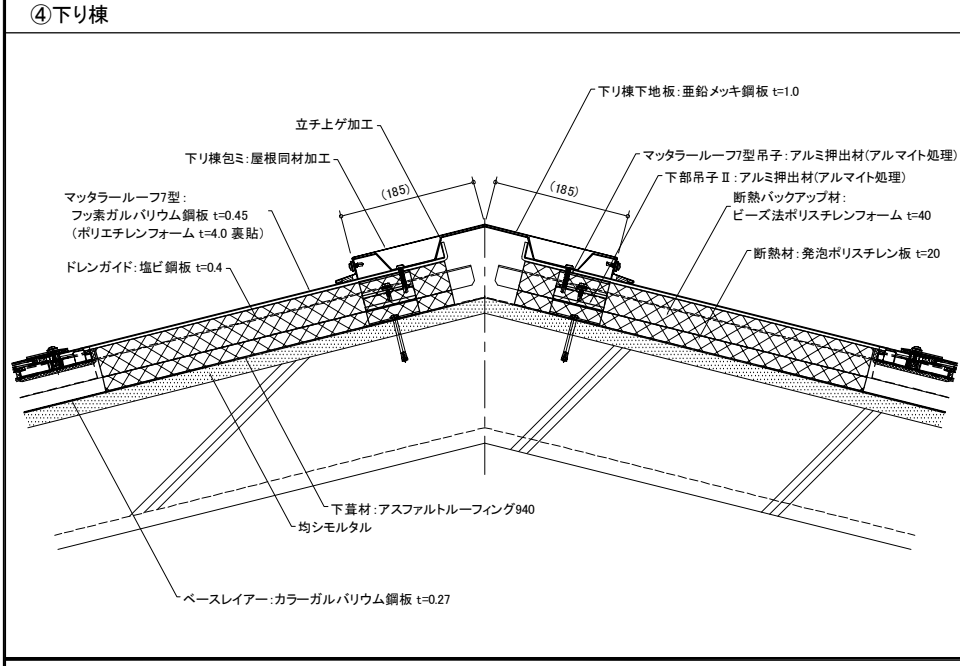 ④下り棟
下り棟下地板:亜鉛メッキ鋼板 t=1.0
立チ上ゲ加工
下り棟包ミ:屋根同材加工
マッタラールーフ7型吊子:アルミ押出材(アルマイト処理)
下部吊子Ⅱ:アルミ押出材(アルマイト処理)
(185)
(185)
マッタラールーフ7型:
フッ素ガルバリウム鋼板 t=0.45
(ポリエチレンフォーム t=4.0 裏貼)
断熱バックアップ材:
ビーズ法ポリスチレンフォーム t=40
ドレンガイド:塩ビ鋼板 t=0.4
断熱材:発泡ポリスチレン板 t=20
下葺材:アスファルトルーフィング940
均シモルタル
ベースレイアー:カラーガルバリウム鋼板 t=0.27